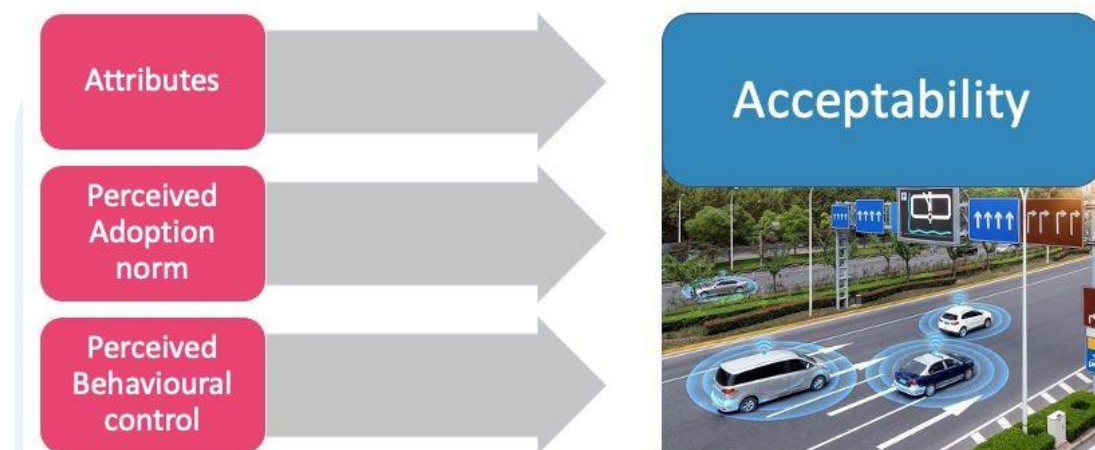 Attributes
Acceptability
Perceived
Adoption
norm
Perceived
Behavioural
control